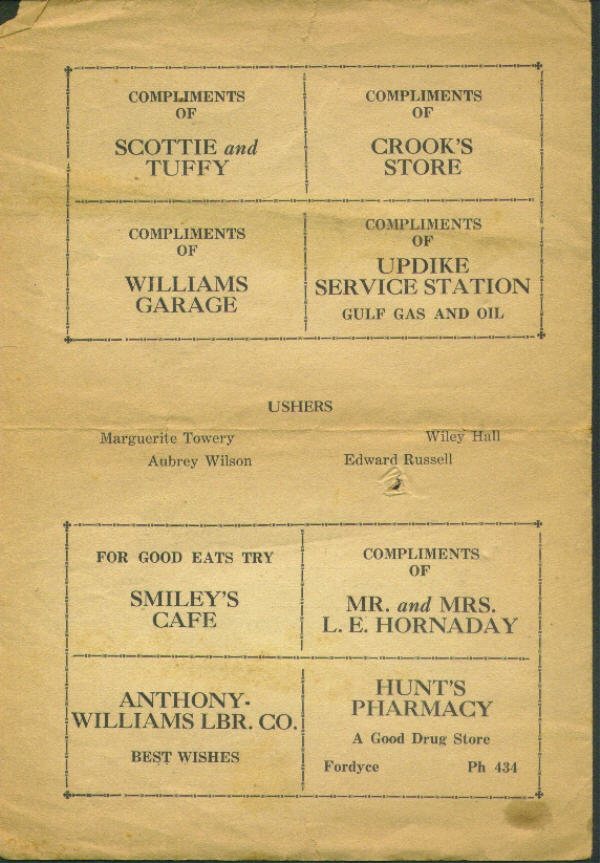 COMPLIMENTS
OF
SCOTTIE and
TUFFY
COMPLIMENTS
OF
CROOK'S
STORE
COMPLIMENTS
OF
WILLIAMS
GARAGE
COMPLIMENTS
OF
UPDIKE
SERVICE STATION
GULF GAS AND OIL
USHERS
Marguerite Towery
Wiley Hall
Aubrey Wilson
Edward Russell
FOR GOOD EATS TRY
SMILEY'S
CAFE
COMPLIMENTS
OF
MR. and MRS.
L. E. HORNADAY
ANTHONY-
WILLIAMS LBR. CO.
BEST WISHES
HUNT'S
PHARMACY
A Good Drug Store
Fordyce Ph 434